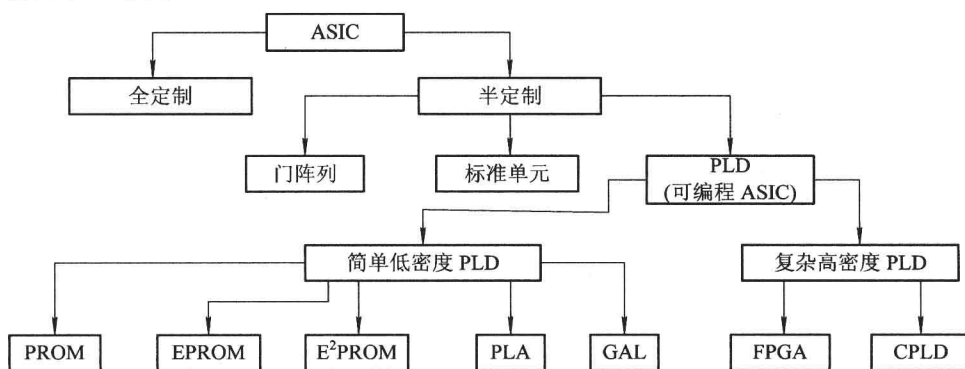 ASIC
全定制
半定制
门阵列
标准单元
PLD
(可编程 ASIC)
简单低密度 PLD
复杂高密度 PLD
PROM
EPROM
E²PROM
PLA
GAL
FPGA
CPLD